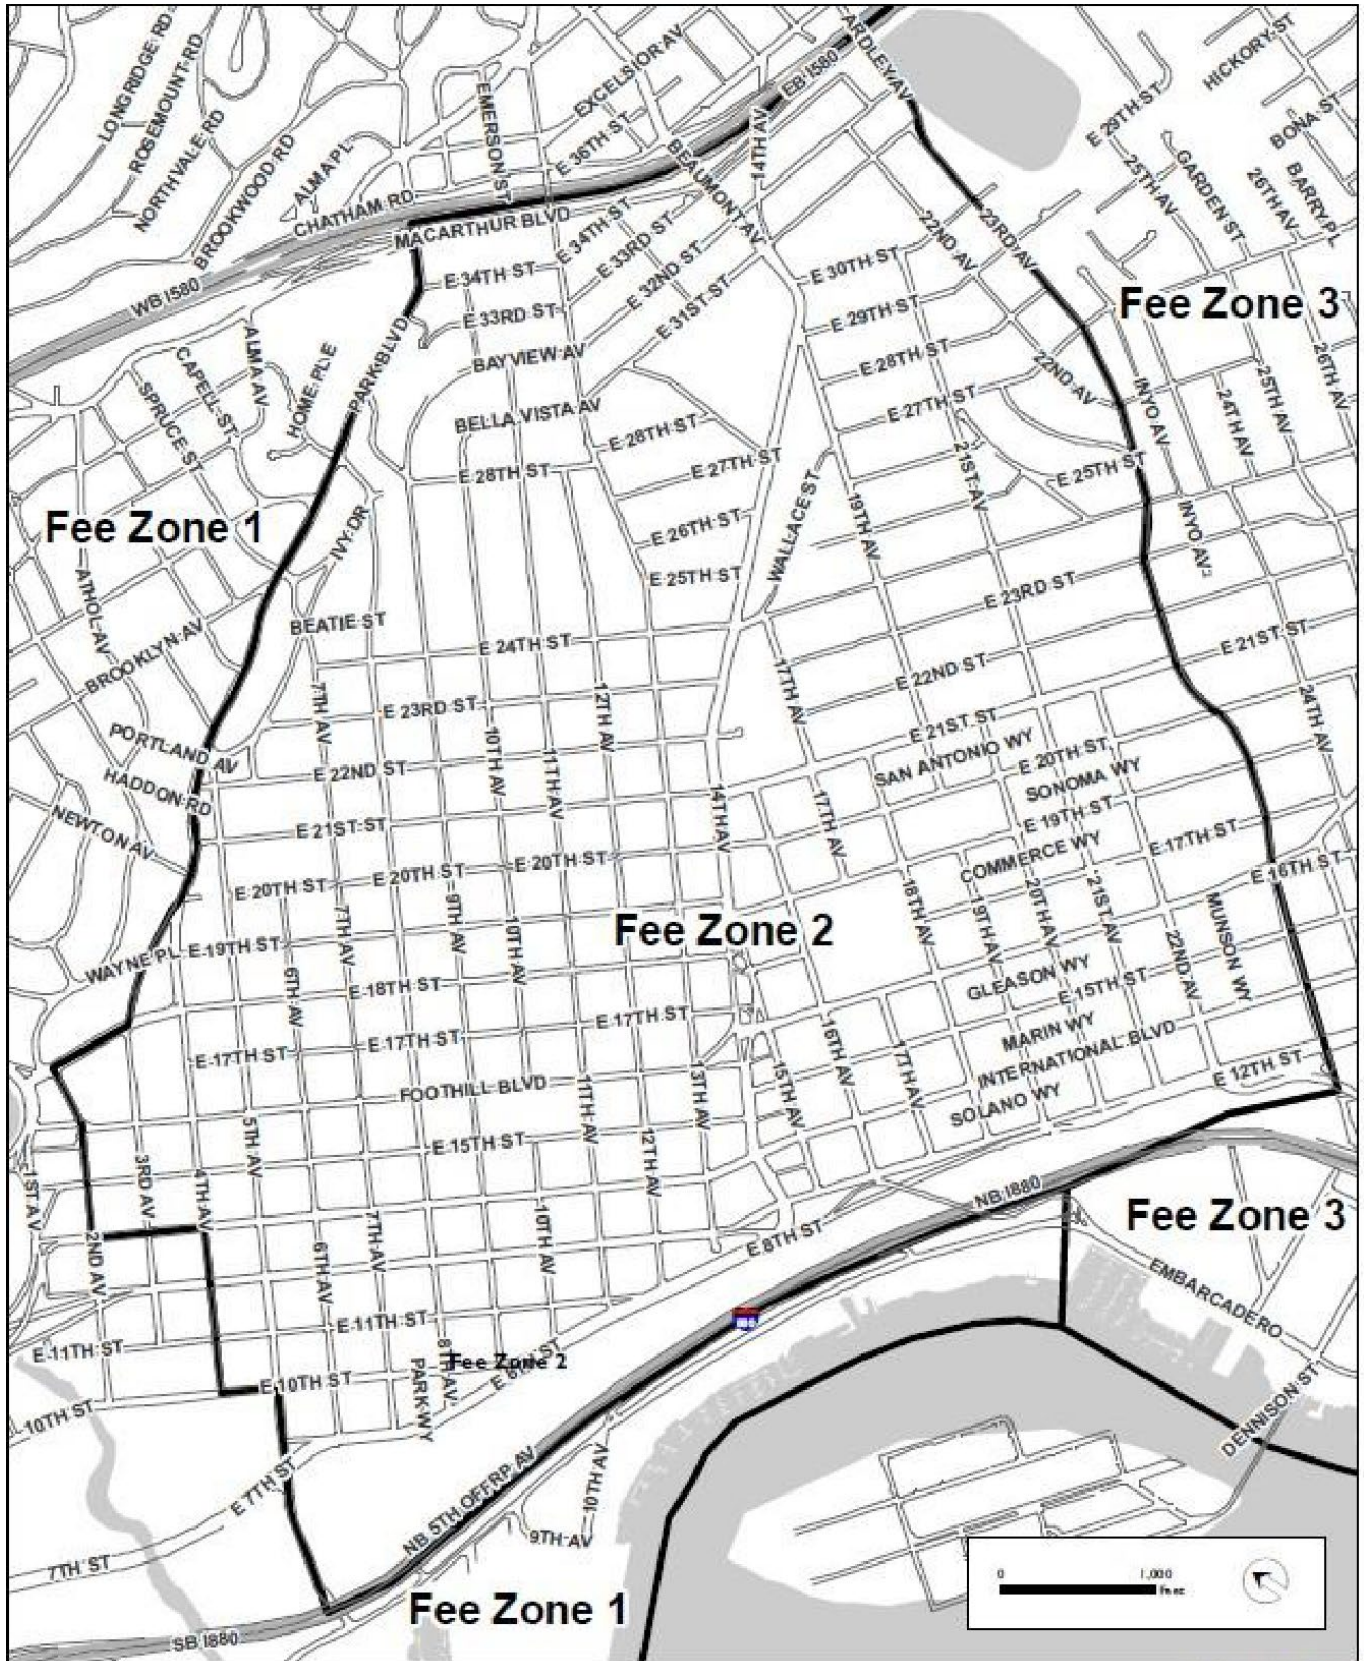 LONGRIDGE RD
ROSEMOUNT RD
NORTHVALE RD
BROOKWOOD RD
ALMA PL
CHATHAM RD
EMERSON ST
EXCELSIOR AV
E 36TH ST
MACARTHUR BLVD
BEAUMONT AV
14TH AV
EB I580
ARDLEY AV
HICKORY ST
BONA ST
E 29TH ST
25TH AV
GARDEN ST
26TH AV
BARRY PL
WB I580
E 34TH ST
E 34TH ST
E 33RD ST
E 33RD ST
E 32ND ST
E 31ST ST
22ND AV
23RD AV
E 30TH ST
E 29TH ST
E 28TH ST
E 27TH ST
Fee Zone 3
ALMA AV
CAPELL ST
SPRUCE ST
HOME PL E
PARK BLVD
BAYVIEW AV
BELLA VISTA AV
E 28TH ST
E 28TH ST
E 27TH ST
22ND AV
INYO AV
24TH AV
25TH AV
26TH AV
E 25TH ST
21ST AV
19TH AV
WALLACE ST
Fee Zone 1
IVY DR
E 26TH ST
E 25TH ST
INYO AV
ATHOL AV
BROOKLYN AV
BEATIE ST
E 24TH ST
E 23RD ST
E 22ND ST
E 21ST ST
17TH AV
12TH AV
7TH AV
E 23RD ST
PORTLAND AV
HADDON RD
NEWTON AV
E 22ND ST
10TH AV
11TH AV
14TH AV
E 21ST ST
SAN ANTONIO WY
E 20TH ST
SONOMA WY
24TH AV
E 21ST ST
17TH AV
E 19TH ST
COMMERCE WY
E 17TH ST
E 16TH ST
E 20TH ST
E 20TH ST
E 20TH ST
7TH AV
9TH AV
10TH AV
Fee Zone 2
18TH AV
19TH AV
20TH AV
21ST AV
22ND AV
MUNSON WY
WAYNE PL
E 19TH ST
6TH AV
E 18TH ST
GLEASON WY
E 15TH ST
E 17TH ST
E 17TH ST
E 17TH ST
MARIN WY
INTERNATIONAL BLVD
SOLANO WY
E 12TH ST
16TH AV
17TH AV
15TH AV
13TH AV
FOOTHILL BLVD
11TH AV
5TH AV
E 15TH ST
12TH AV
1ST AV
3RD AV
4TH AV
2ND AV
6TH AV
7TH AV
10TH AV
E 8TH ST
NB I880
Fee Zone 3
EMBARCADERO
E 11TH ST
E 11TH ST
8TH AV
Fee Zone 2
E 10TH ST
PARK WY
10TH ST
DENNISON ST
E 7TH ST
NB 5TH OFFRP AV
10TH AV
9TH AV
7TH ST
SB I880
Fee Zone 1
0 1,000
Feet